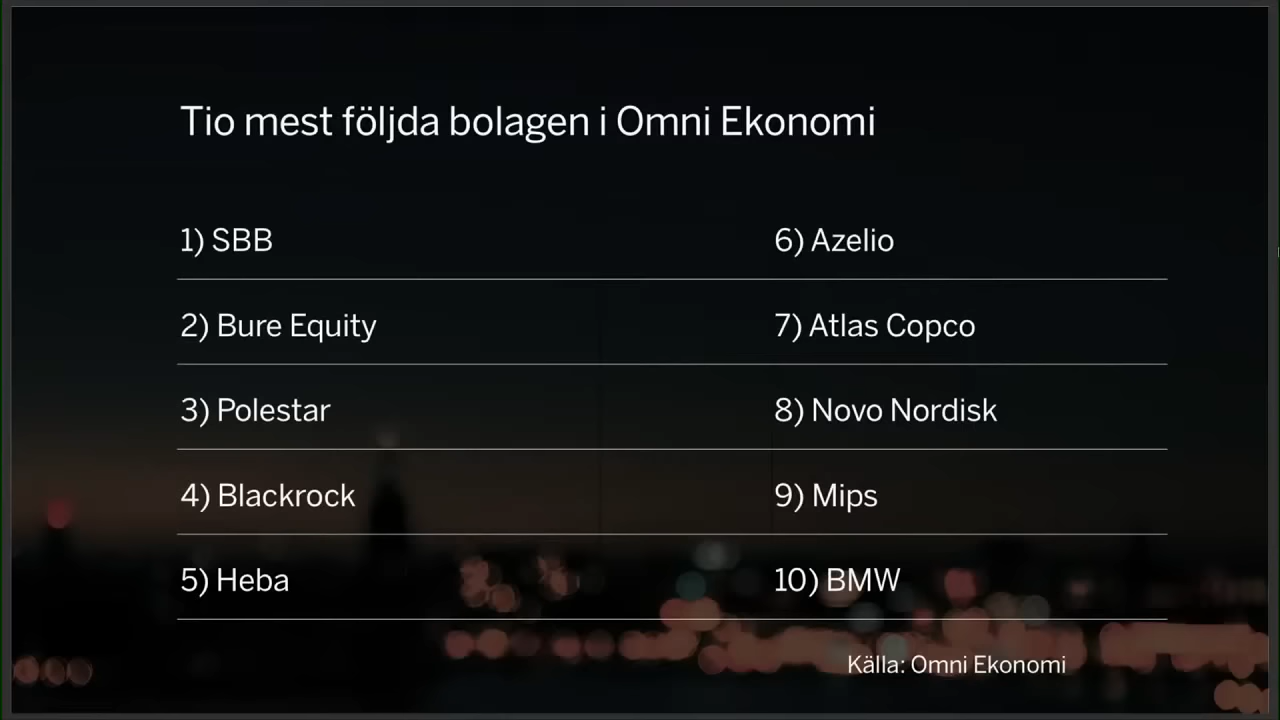 Tio mest följda bolagen i Omni Ekonomi
1) SBB
2) Bure Equity
3) Polestar
4) Blackrock
5) Heba
6) Azelio
7) Atlas Copco
8) Novo Nordisk
9) Mips
10) BMW
Källa: Omni Ekonomi